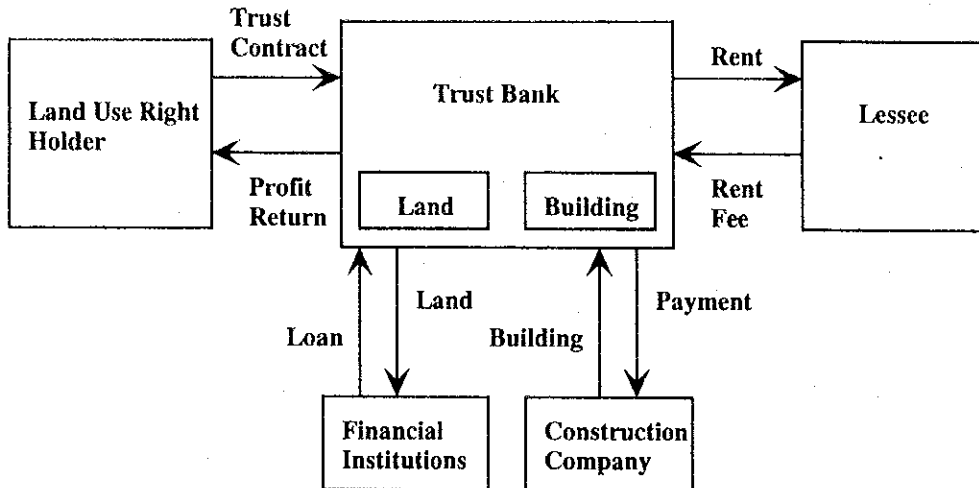 Trust
Contract
Land Use Right
Holder
Profit
Return
Trust Bank
Land
Building
Rent
Rent
Fee
Lessee
Loan
Land
Building
Payment
Financial
Institutions
Construction
Company